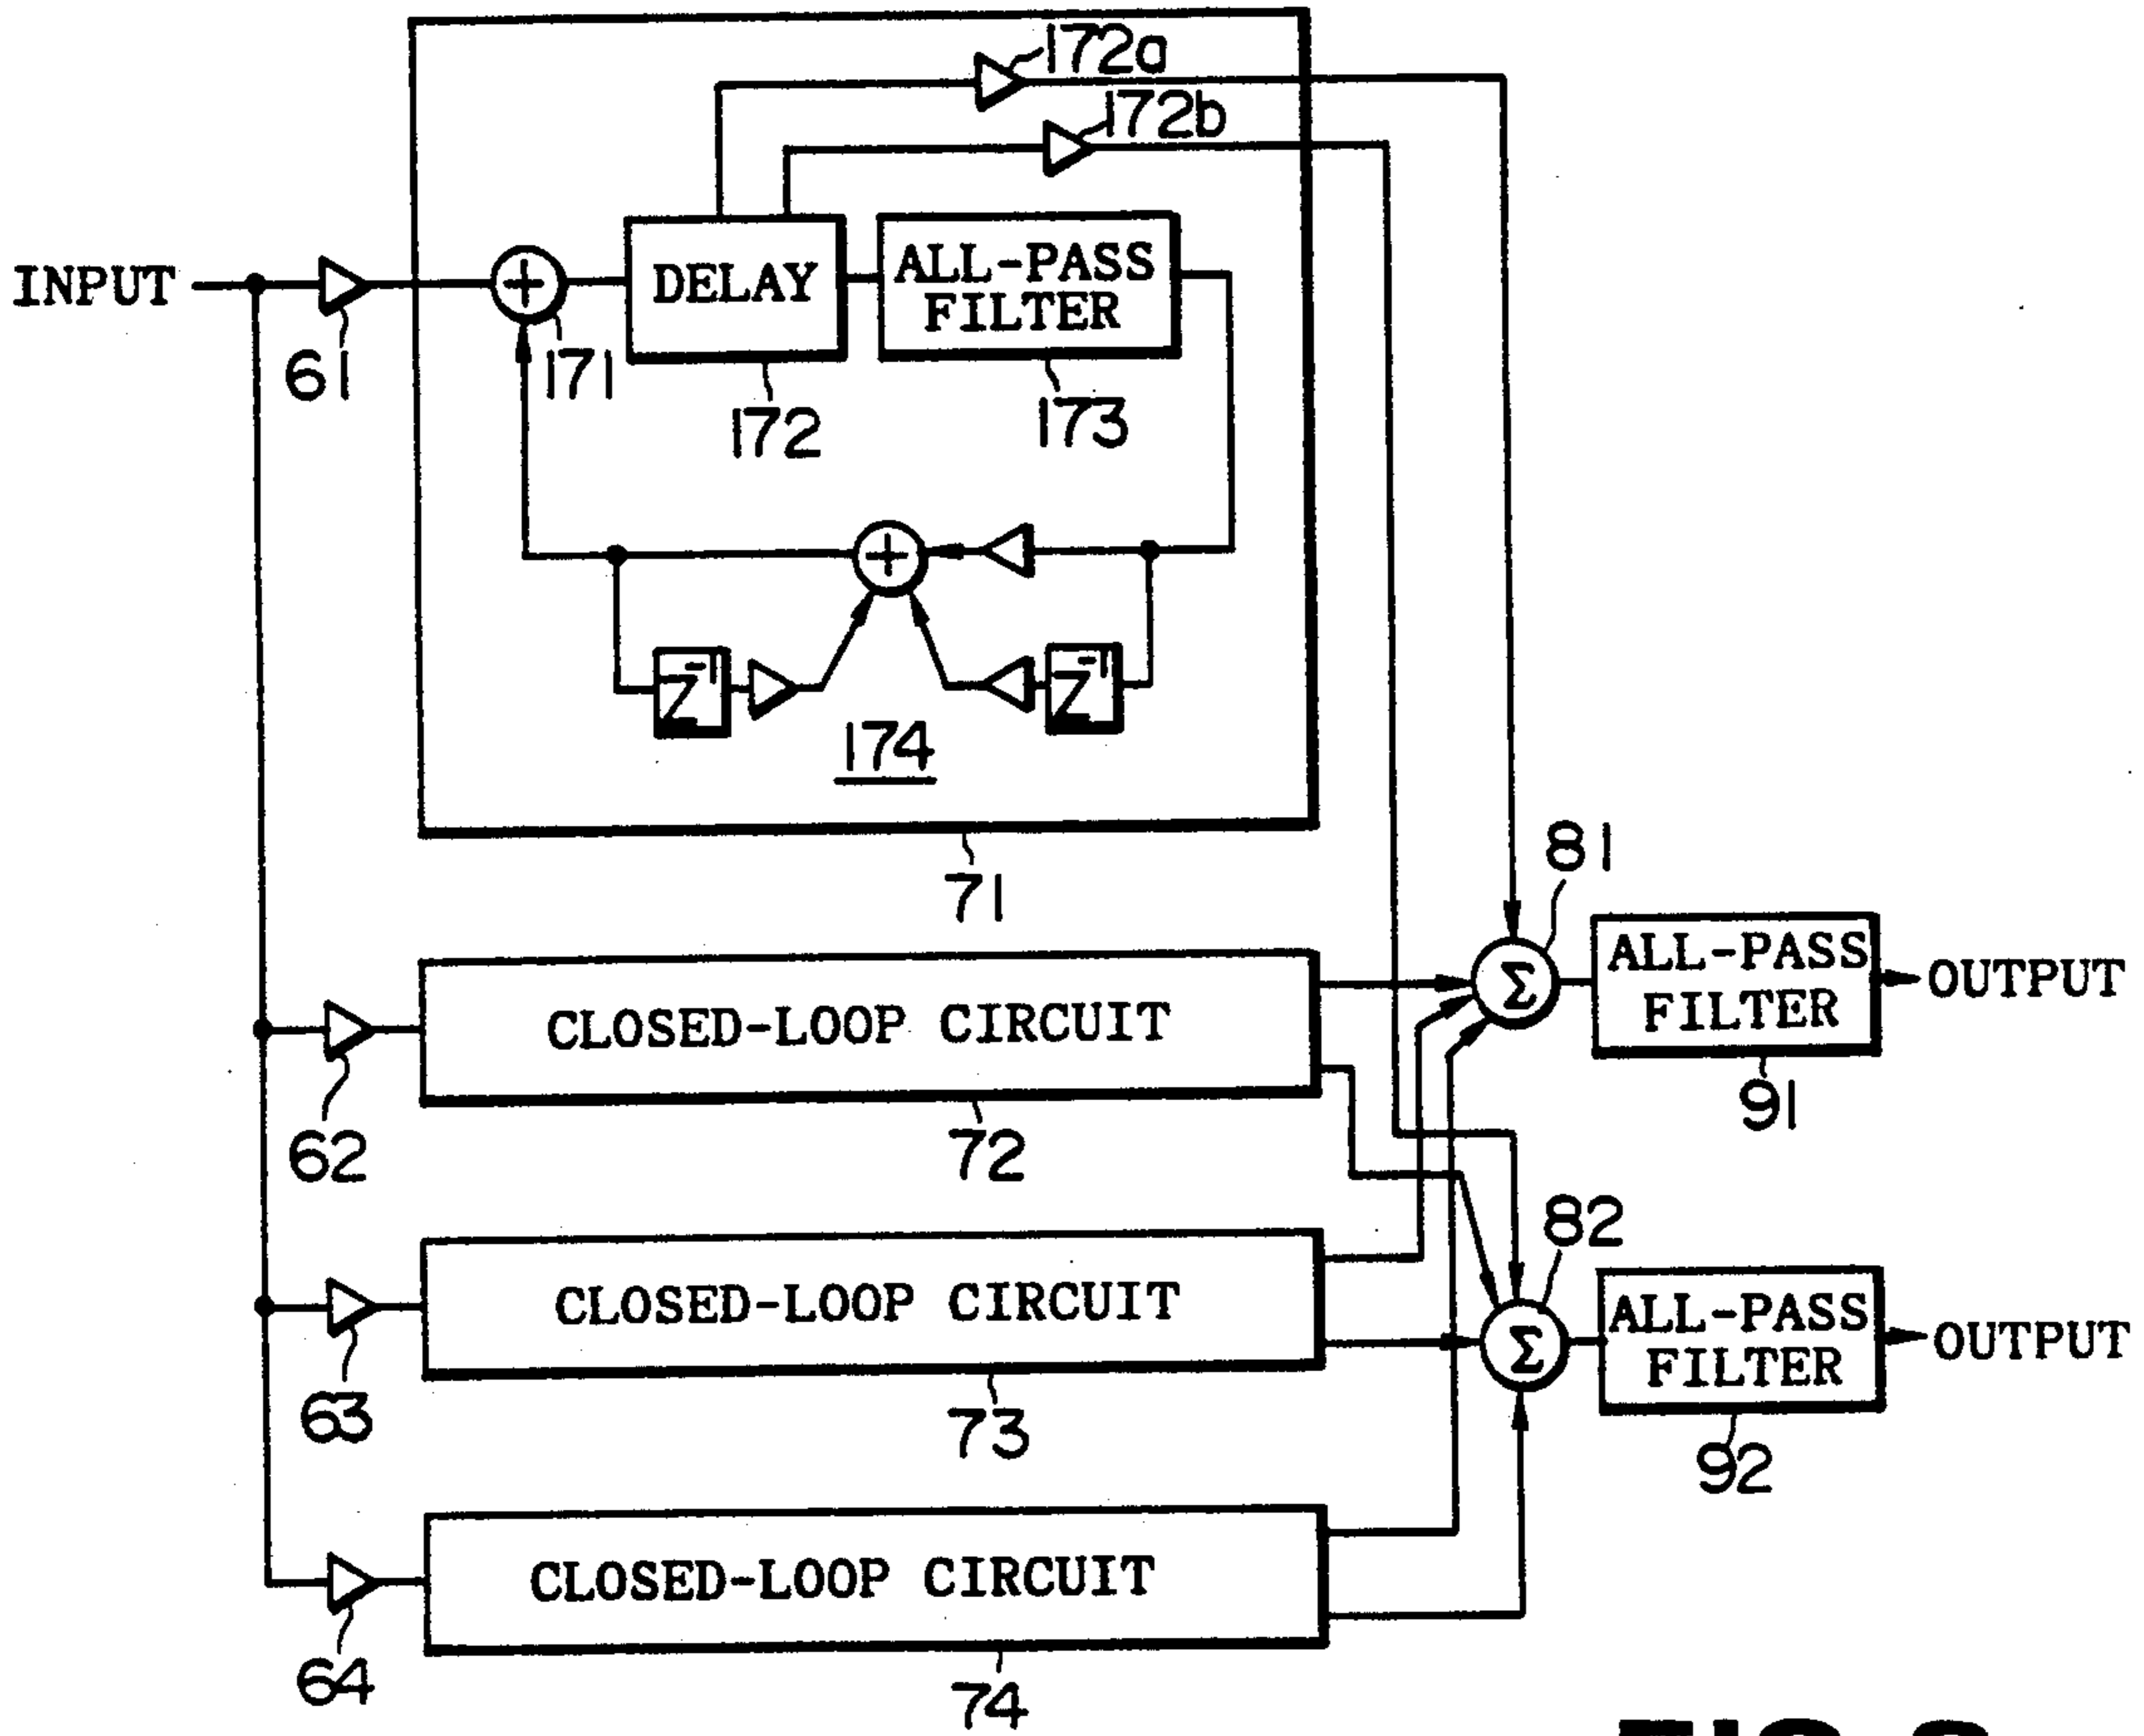 172a
172b
INPUT
61
+
171
DELAY
172
ALL-PASS
FILTER
173
+
Z⁻¹
Z⁻¹
174
71
81
Σ
ALL-PASS
FILTER
OUTPUT
91
62
CLOSED-LOOP CIRCUIT
72
63
CLOSED-LOOP CIRCUIT
73
82
Σ
ALL-PASS
FILTER
OUTPUT
92
64
CLOSED-LOOP CIRCUIT
74